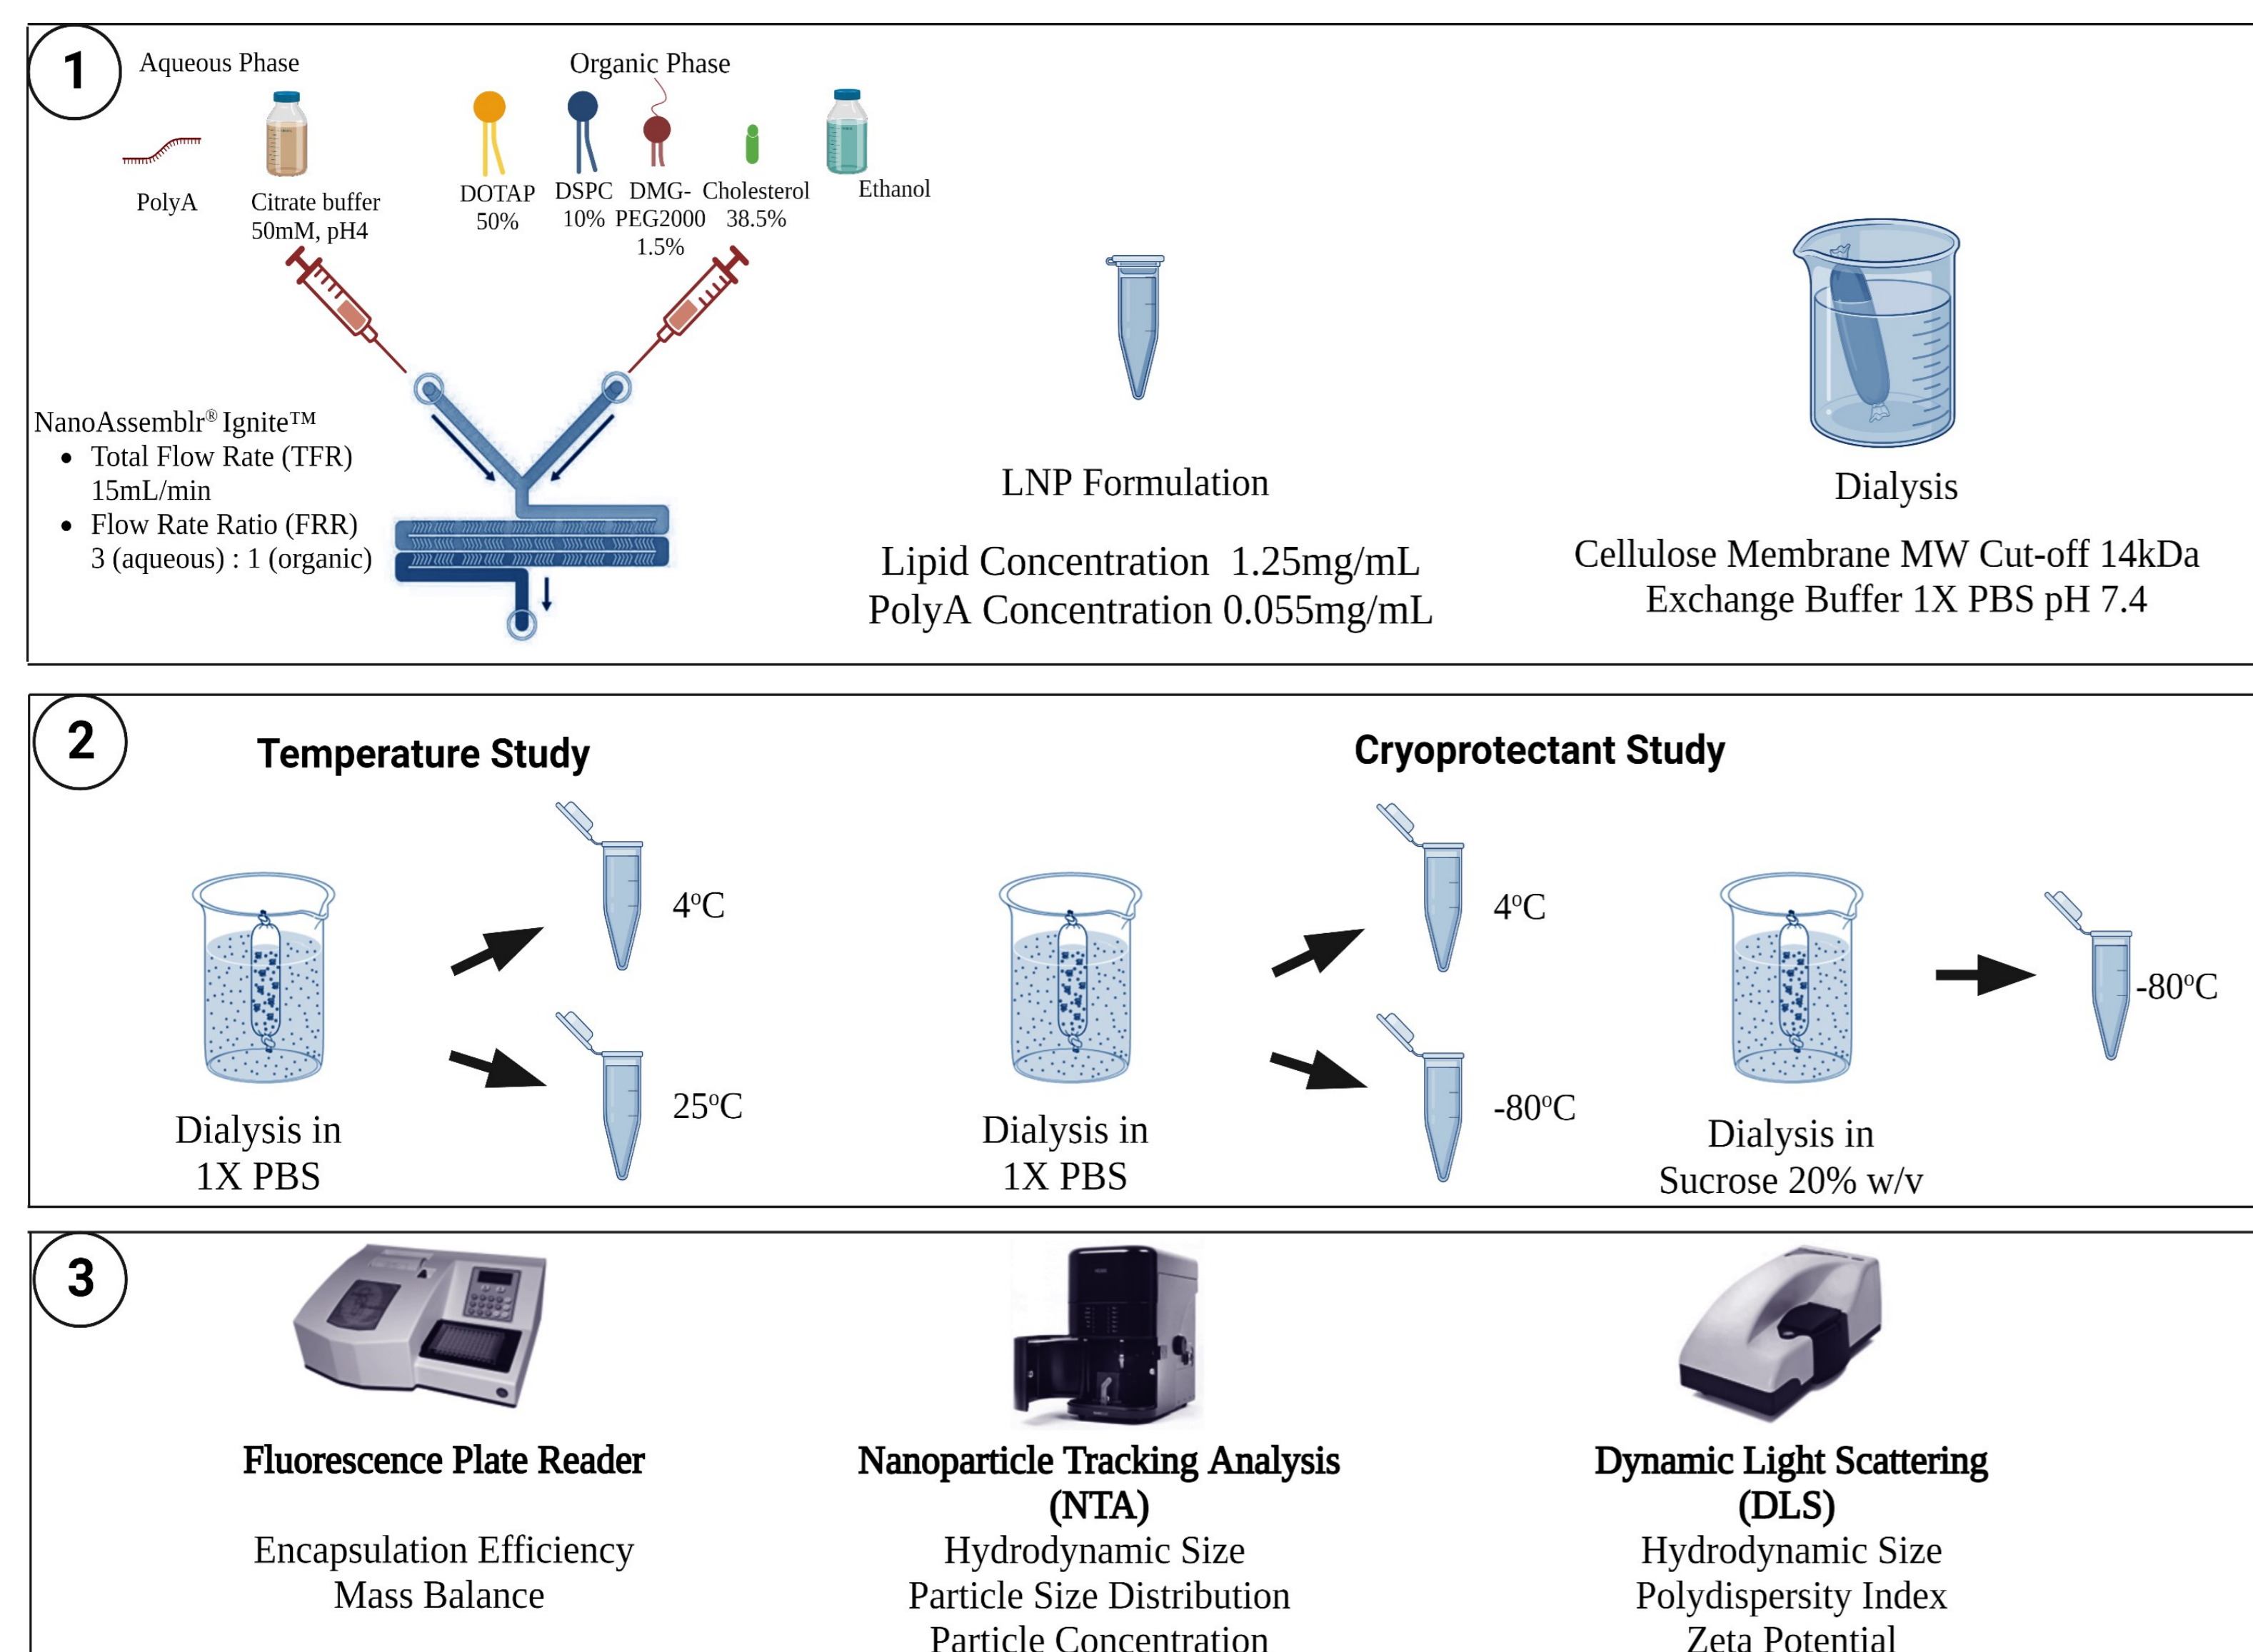 1
Aqueous Phase
Organic Phase
PolyA
Citrate buffer
50mM, pH4
DOTAP
50%
DSPC
10%
DMG-
PEG2000
1.5%
Cholesterol
38.5%
Ethanol
NanoAssemblr® Ignite™
• Total Flow Rate (TFR)
15mL/min
• Flow Rate Ratio (FRR)
3 (aqueous) : 1 (organic)
LNP Formulation
Lipid Concentration 1.25mg/mL
PolyA Concentration 0.055mg/mL
Dialysis
Cellulose Membrane MW Cut-off 14kDa
Exchange Buffer 1X PBS pH 7.4
2
Temperature Study
4ºC
25ºC
Dialysis in
1X PBS
Cryoprotectant Study
4ºC
-80ºC
Dialysis in
1X PBS
-80ºC
Dialysis in
Sucrose 20% w/v
3
Fluorescence Plate Reader
Encapsulation Efficiency
Mass Balance
Nanoparticle Tracking Analysis
(NTA)
Hydrodynamic Size
Particle Size Distribution
Particle Concentration
Dynamic Light Scattering
(DLS)
Hydrodynamic Size
Polydispersity Index
Zeta Potential